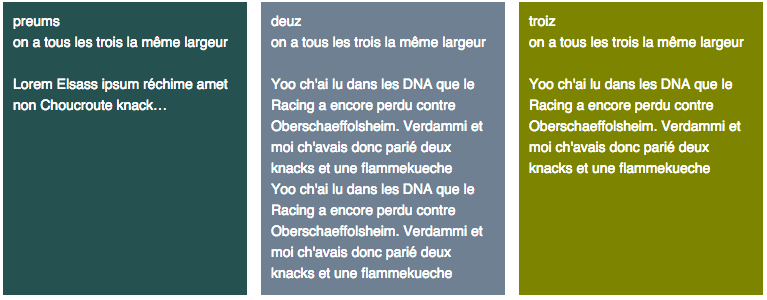 preums
on a tous les trois la même largeur
Lorem Elsass ipsum réchime amet
non Choucroute knack…
deuz
on a tous les trois la même largeur
Yoo ch'ai lu dans les DNA que le
Racing a encore perdu contre
Oberschaeffolsheim. Verdammi et
moi ch'avais donc parié deux
knacks et une flammekueche
Yoo ch'ai lu dans les DNA que le
Racing a encore perdu contre
Oberschaeffolsheim. Verdammi et
moi ch'avais donc parié deux
knacks et une flammekueche
troiz
on a tous les trois la même largeur
Yoo ch'ai lu dans les DNA que le
Racing a encore perdu contre
Oberschaeffolsheim. Verdammi et
moi ch'avais donc parié deux
knacks et une flammekueche